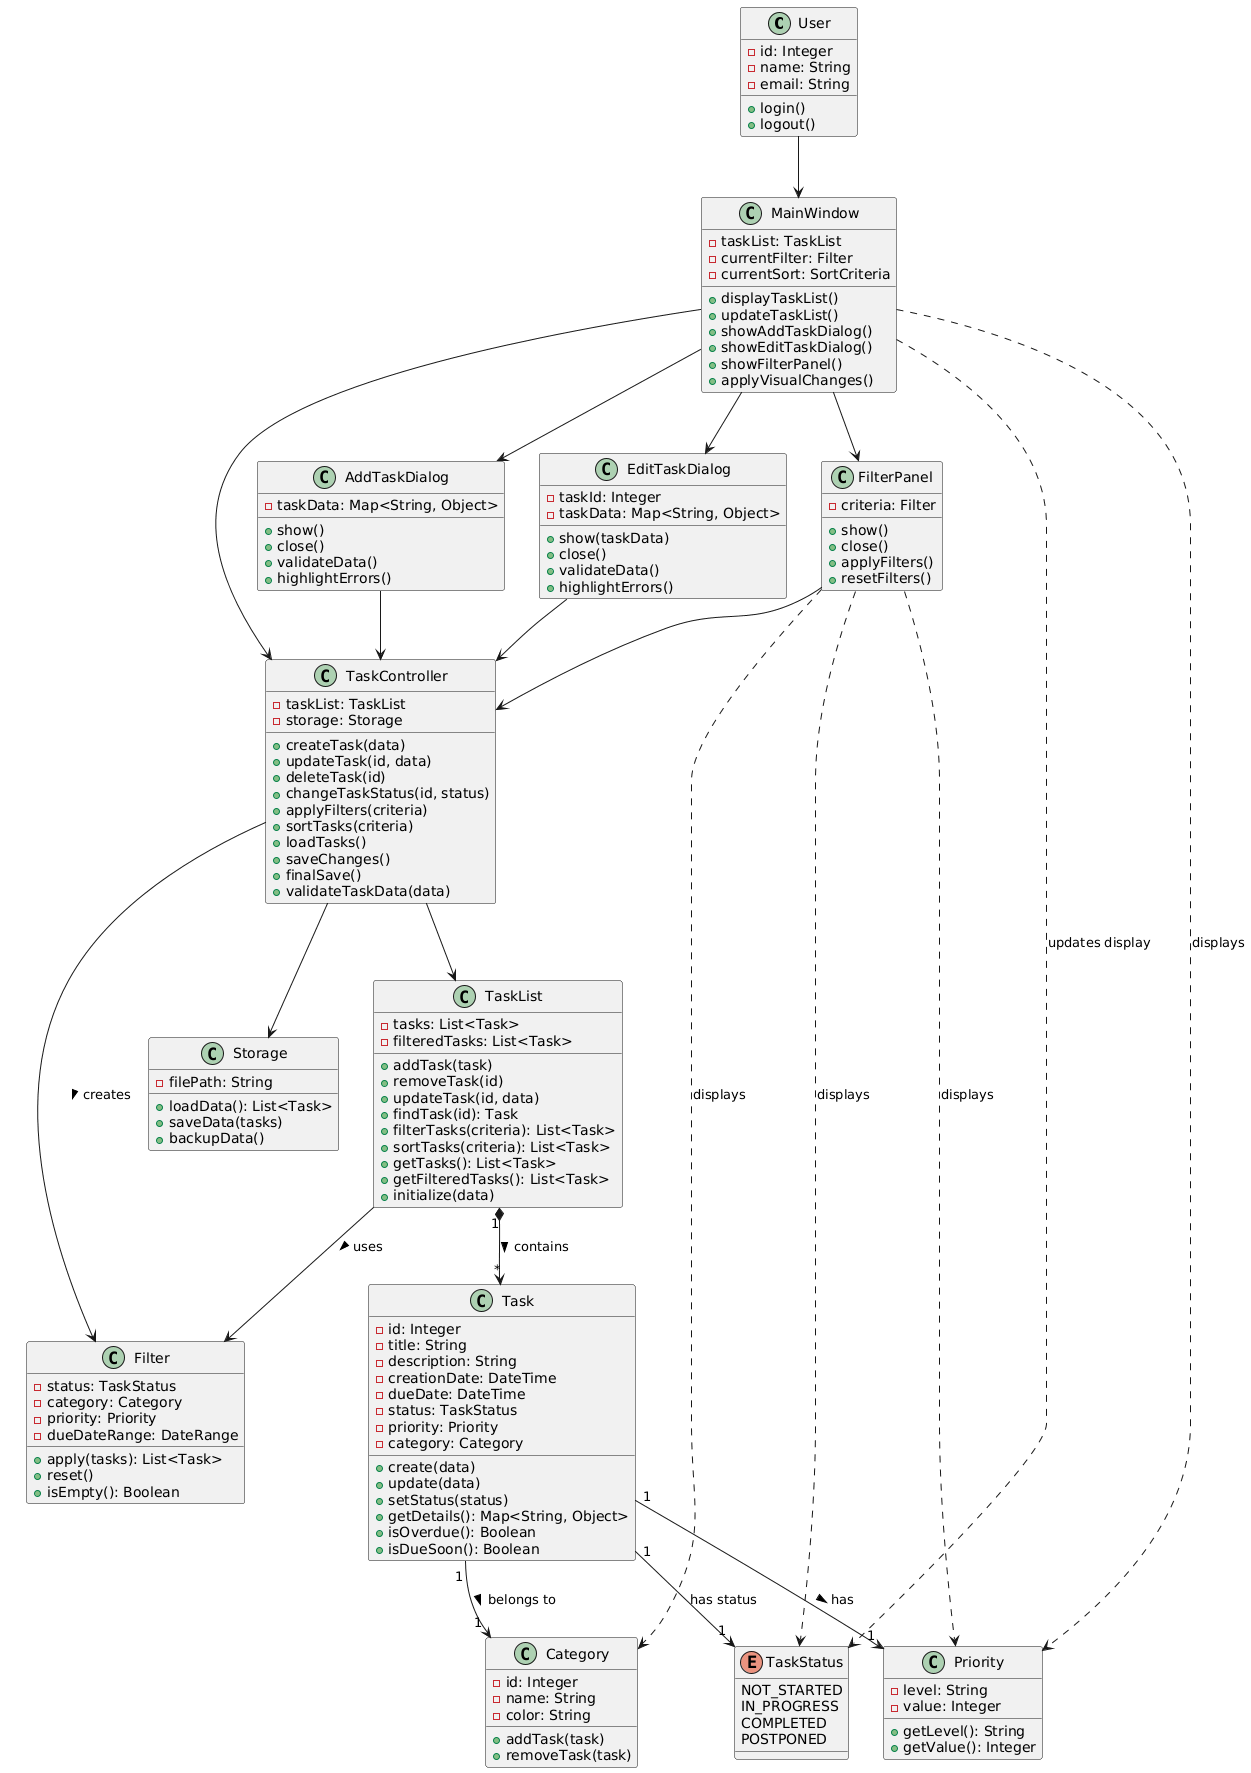 C User
id: Integer
name: String
email: String
login()
logout()
C MainWindow
taskList: TaskList
currentFilter: Filter
currentSort: SortCriteria
displayTaskList()
updateTaskList()
showAddTaskDialog()
showEditTaskDialog()
showFilterPanel()
applyVisualChanges()
C AddTaskDialog
taskData: Map<String, Object>
show()
close()
validateData()
highlightErrors()
C EditTaskDialog
taskId: Integer
taskData: Map<String, Object>
show(taskData)
close()
validateData()
highlightErrors()
C FilterPanel
criteria: Filter
show()
close()
applyFilters()
resetFilters()
C TaskController
taskList: TaskList
storage: Storage
createTask(data)
updateTask(id, data)
deleteTask(id)
changeTaskStatus(id, status)
applyFilters(criteria)
sortTasks(criteria)
loadTasks()
saveChanges()
finalSave()
validateTaskData(data)
updates display
displays
C Storage
filePath: String
loadData(): List<Task>
saveData(tasks)
backupData()
C TaskList
tasks: List<Task>
filteredTasks: List<Task>
addTask(task)
removeTask(id)
updateTask(id, data)
findTask(id): Task
filterTasks(criteria): List<Task>
sortTasks(criteria): List<Task>
getTasks(): List<Task>
getFilteredTasks(): List<Task>
initialize(data)
creates
displays
displays
displays
uses
1
contains
*
C Filter
status: TaskStatus
category: Category
priority: Priority
dueDateRange: DateRange
apply(tasks): List<Task>
reset()
isEmpty(): Boolean
C Task
id: Integer
title: String
description: String
creationDate: DateTime
dueDate: DateTime
status: TaskStatus
priority: Priority
category: Category
create(data)
update(data)
setStatus(status)
getDetails(): Map<String, Object>
isOverdue(): Boolean
isDueSoon(): Boolean
1
1
1
belongs to
has status
has
1
1
1
C Category
id: Integer
name: String
color: String
addTask(task)
removeTask(task)
E TaskStatus
NOT_STARTED
IN_PROGRESS
COMPLETED
POSTPONED
C Priority
level: String
value: Integer
getLevel(): String
getValue(): Integer